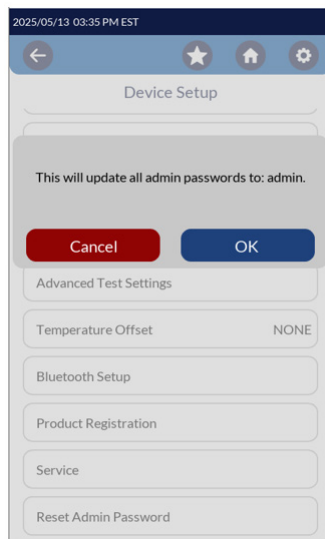 2025/05/13 03:35 PM EST
Device Setup
This will update all admin passwords to: admin.
Cancel OK
Advanced Test Settings
Temperature Offset NONE
Bluetooth Setup
Product Registration
Service
Reset Admin Password